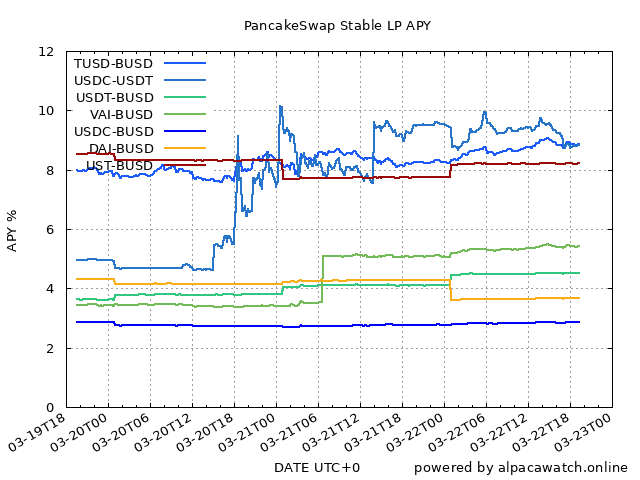 PancakeSwap Stable LP APY
12
10
8
6
4
2
0
APY %
TUSD-BUSD
USDC-USDT
USDT-BUSD
VAI-BUSD
USDC-BUSD
DAI-BUSD
UST-BUSD
03-19T18
03-20T00
03-20T06
03-20T12
03-20T18
03-21T00
03-21T06
03-21T12
03-21T18
03-22T00
03-22T06
03-22T12
03-22T18
03-23T00
DATE UTC+0
powered by alpacawatch.online